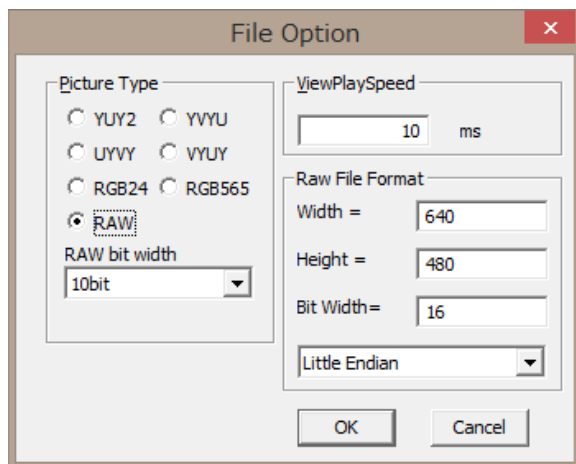 File Option
Picture Type
YUY2 YVYU
UYVY VYUY
RGB24 RGB565
RAW
RAW bit width
10bit
ViewPlaySpeed
10 ms
Raw File Format
Width = 640
Height = 480
Bit Width= 16
Little Endian
OK Cancel